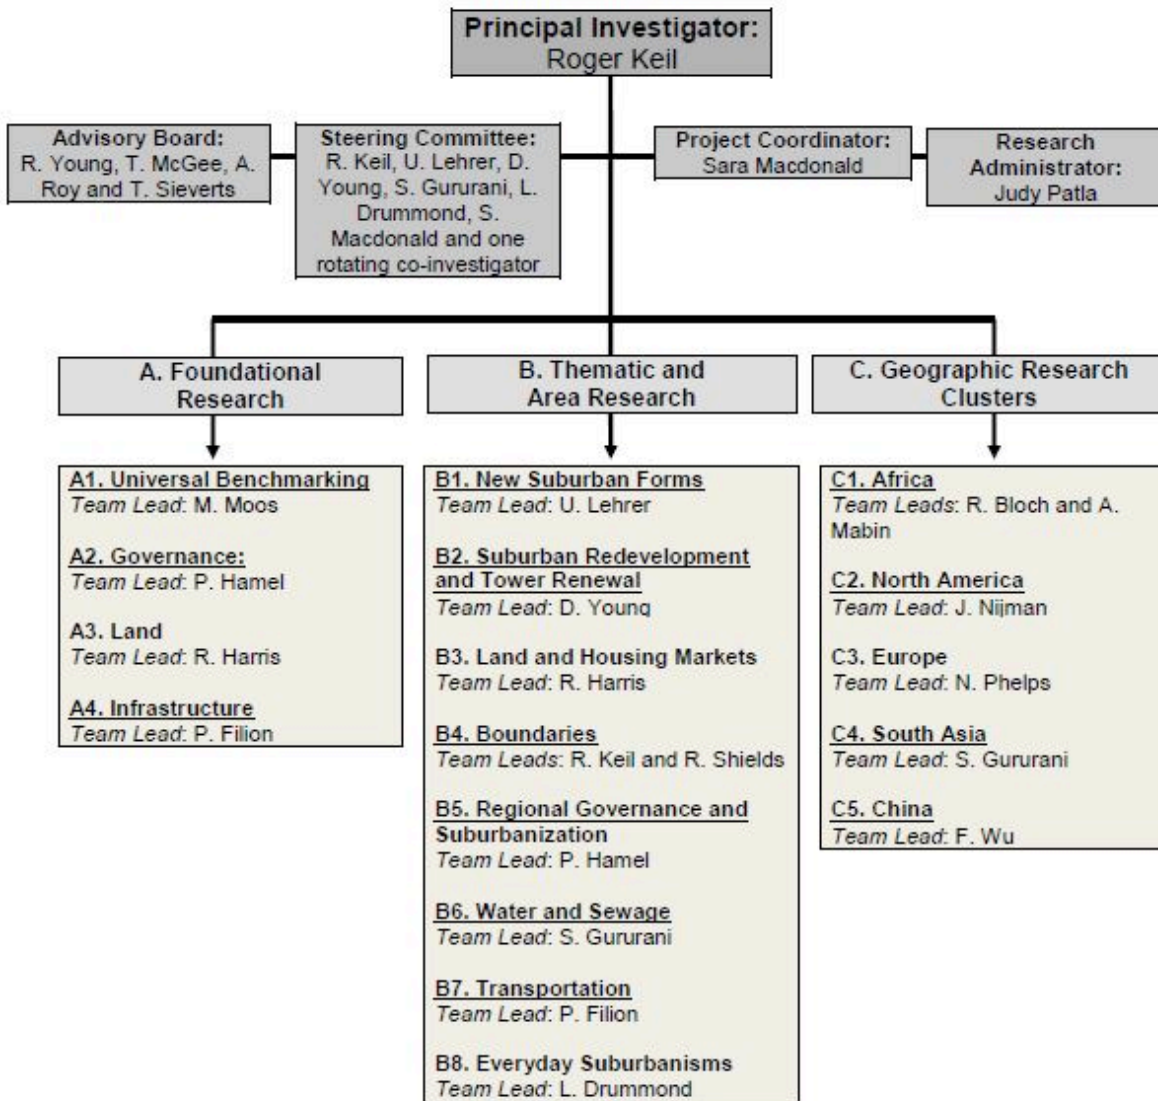 Principal Investigator:
Roger Keil
Advisory Board:
R. Young, T. McGee, A.
Roy and T. Sieverts
Steering Committee:
R. Keil, U. Lehrer, D.
Young, S. Gururani, L.
Drummond, S.
Macdonald and one
rotating co-investigator
Project Coordinator:
Sara Macdonald
Research
Administrator:
Judy Patla
A. Foundational
Research
B. Thematic and
Area Research
C. Geographic Research
Clusters
A1. Universal Benchmarking
Team Lead: M. Moos
A2. Governance:
Team Lead: P. Hamel
A3. Land
Team Lead: R. Harris
A4. Infrastructure
Team Lead: P. Filion
B1. New Suburban Forms
Team Lead: U. Lehrer
B2. Suburban Redevelopment
and Tower Renewal
Team Lead: D. Young
B3. Land and Housing Markets
Team Lead: R. Harris
B4. Boundaries
Team Leads: R. Keil and R. Shields
B5. Regional Governance and
Suburbanization
Team Lead: P. Hamel
B6. Water and Sewage
Team Lead: S. Gururani
B7. Transportation
Team Lead: P. Filion
B8. Everyday Suburbanisms
Team Lead: L. Drummond
C1. Africa
Team Leads: R. Bloch and A.
Mabin
C2. North America
Team Lead: J. Nijman
C3. Europe
Team Lead: N. Phelps
C4. South Asia
Team Lead: S. Gururani
C5. China
Team Lead: F. Wu